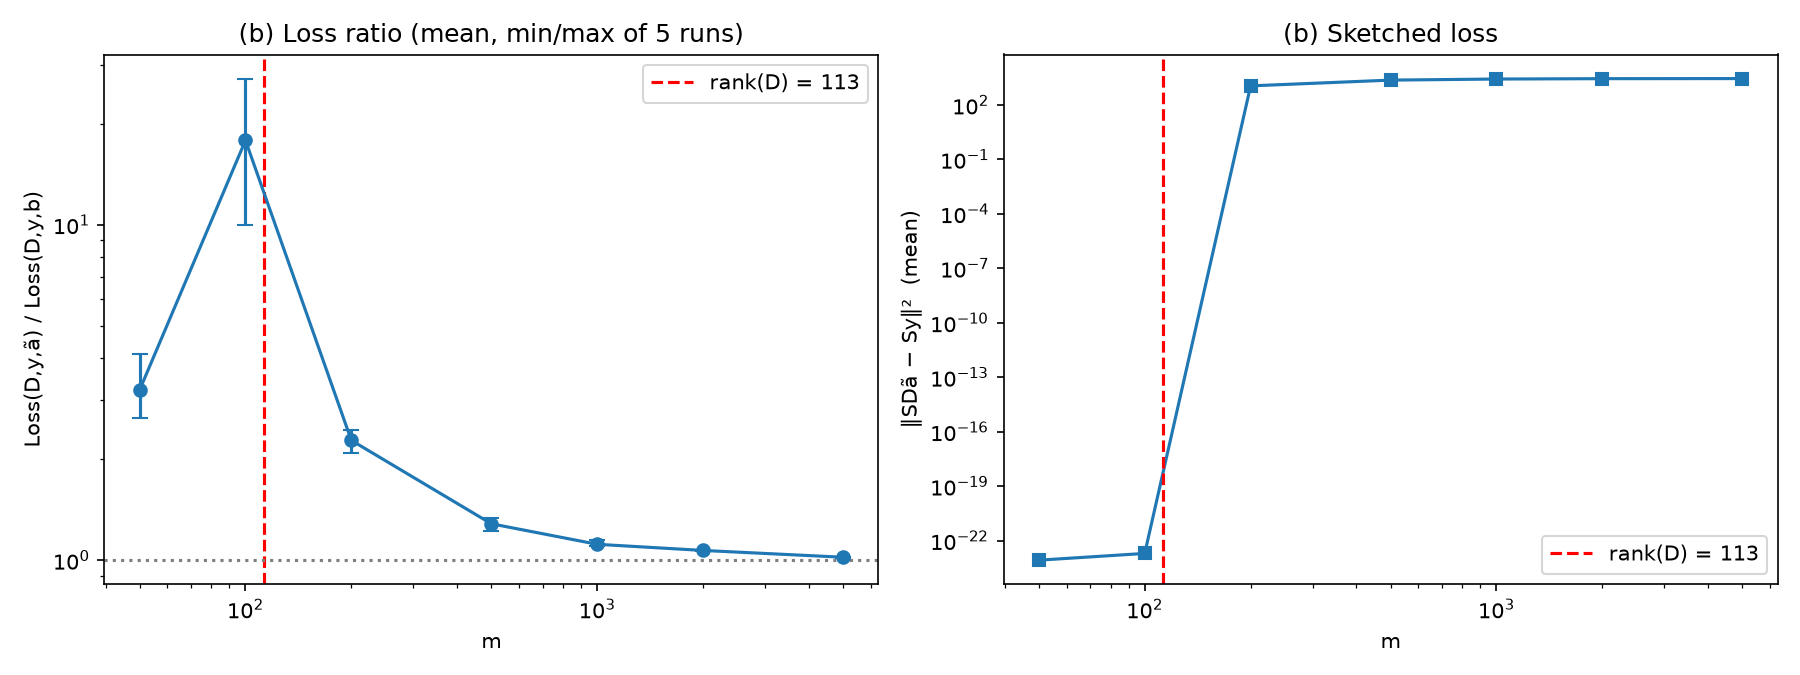 (b) Loss ratio (mean, min/max of 5 runs)
rank(D) = 113
Loss(D,y,ã) / Loss(D,y,b)
10¹
10⁰
10²
10³
m
(b) Sketched loss
‖SDã − Sy‖² (mean)
10²
10⁻¹
10⁻⁴
10⁻⁷
10⁻¹⁰
10⁻¹³
10⁻¹⁶
10⁻¹⁹
10⁻²²
rank(D) = 113
10²
10³
m